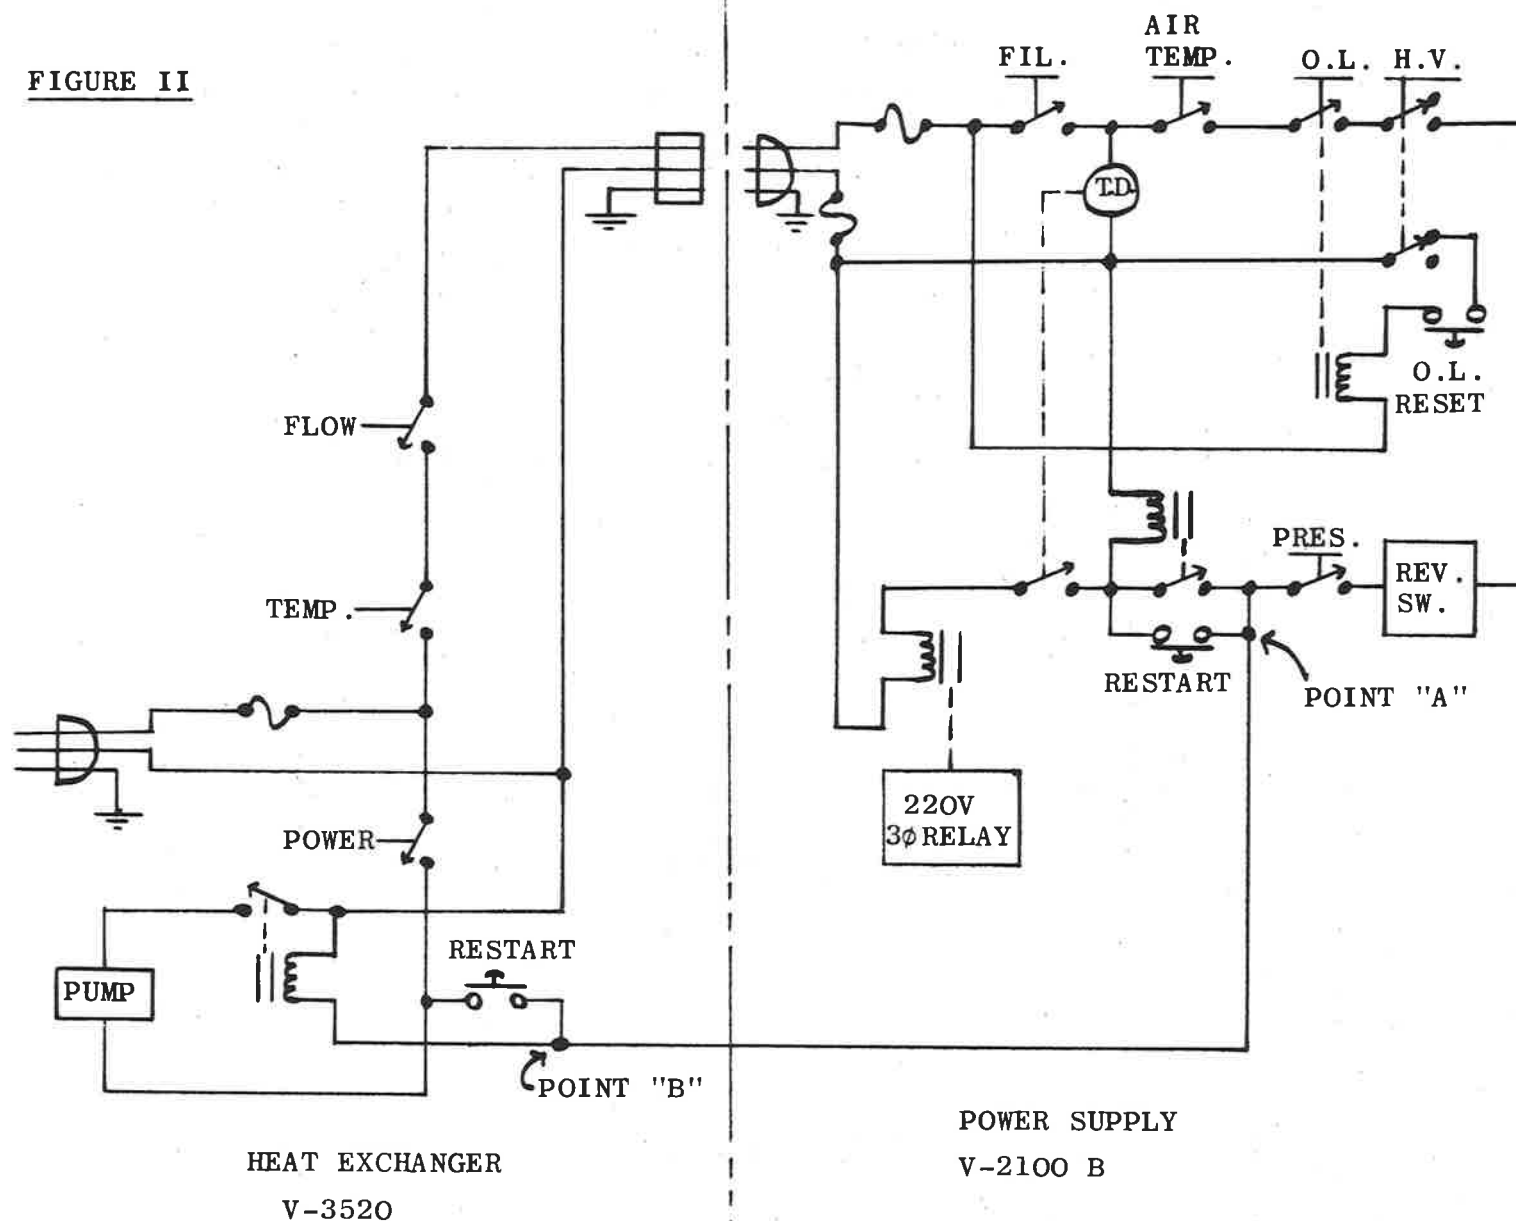 FIGURE II
FIL.
AIR
TEMP.
O.L.
H.V.
T.D.
FLOW
O.L.
RESET
TEMP.
PRES.
REV.
SW.
RESTART
POINT "A"
220V
3ø RELAY
POWER
RESTART
PUMP
POINT "B"
POWER SUPPLY
V-2100 B
HEAT EXCHANGER
V-3520